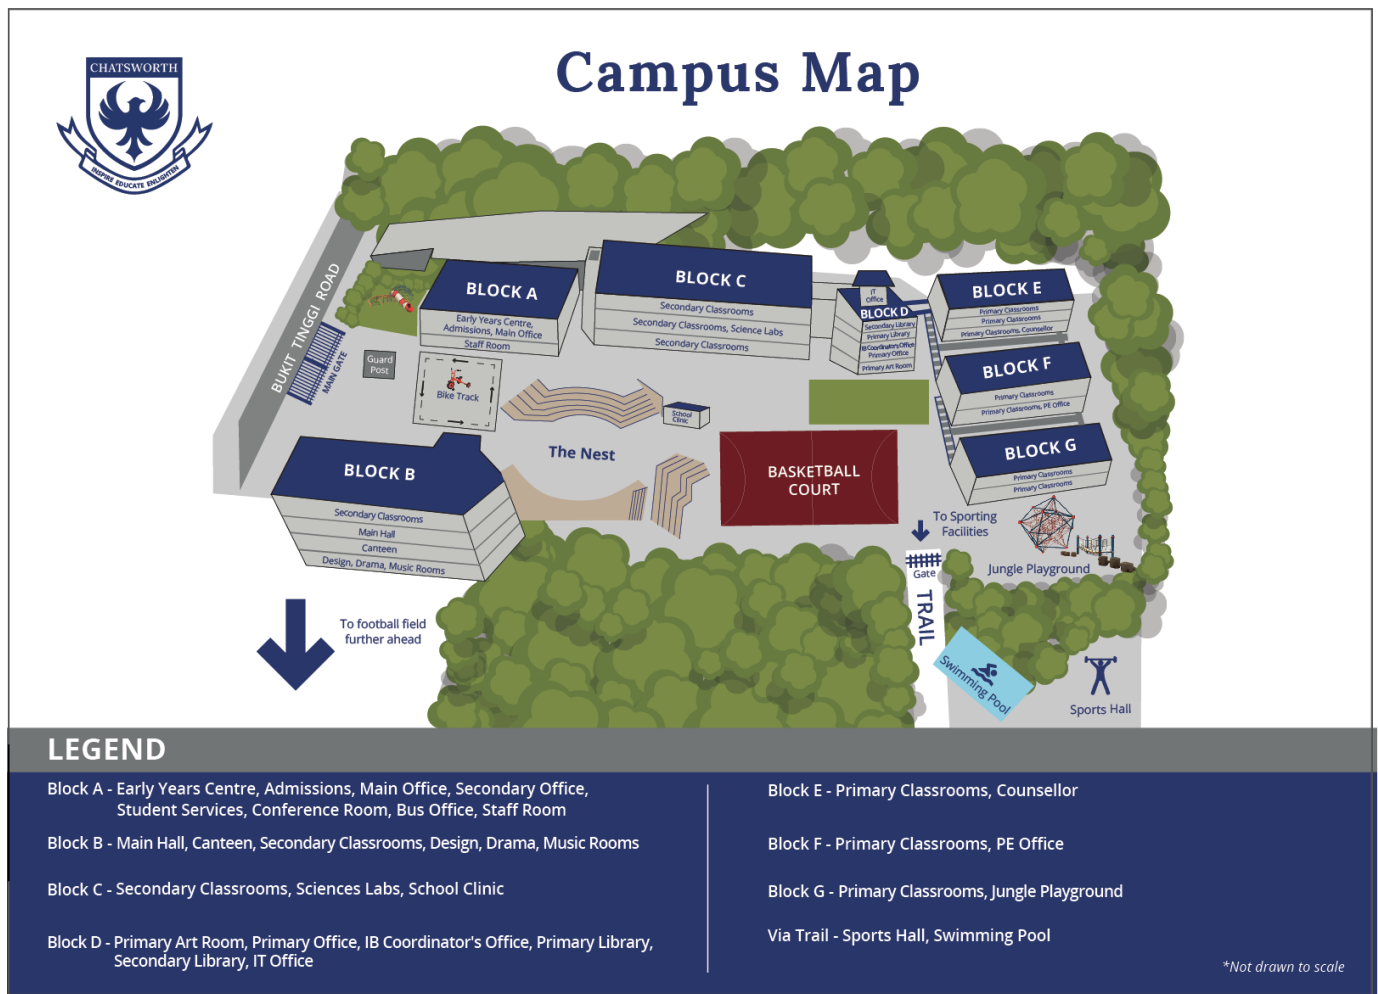 CHATSWORTH
INSPIRE EDUCATE ENLIGHTEN
Campus Map
BUKIT TINGGI ROAD
MAIN GATE
Guard
Post
BLOCK A
Early Years Centre,
Admissions, Main Office
Staff Room
Bike Track
BLOCK C
Secondary Classrooms
Secondary Classrooms, Science Labs
Secondary Classrooms
IT
Office
BLOCK D
Secondary Library
Primary Library
IB Coordinator's Office
Primary Office
Primary Art Room
BLOCK E
Primary Classrooms
Primary Classrooms
Primary Classrooms, Counsellor
BLOCK F
Primary Classrooms
Primary Classrooms, PE Office
BLOCK G
Primary Classrooms
Primary Classrooms
School
Clinic
The Nest
BASKETBALL
COURT
BLOCK B
Secondary Classrooms
Main Hall
Canteen
Design, Drama, Music Rooms
To Sporting
Facilities
Jungle Playground
Gate
TRAIL
Swimming Pool
Sports Hall
To football field
further ahead
LEGEND
Block A - Early Years Centre, Admissions, Main Office, Secondary Office,
Student Services, Conference Room, Bus Office, Staff Room
Block B - Main Hall, Canteen, Secondary Classrooms, Design, Drama, Music Rooms
Block C - Secondary Classrooms, Sciences Labs, School Clinic
Block D - Primary Art Room, Primary Office, IB Coordinator's Office, Primary Library,
Secondary Library, IT Office
Block E - Primary Classrooms, Counsellor
Block F - Primary Classrooms, PE Office
Block G - Primary Classrooms, Jungle Playground
Via Trail - Sports Hall, Swimming Pool
*Not drawn to scale